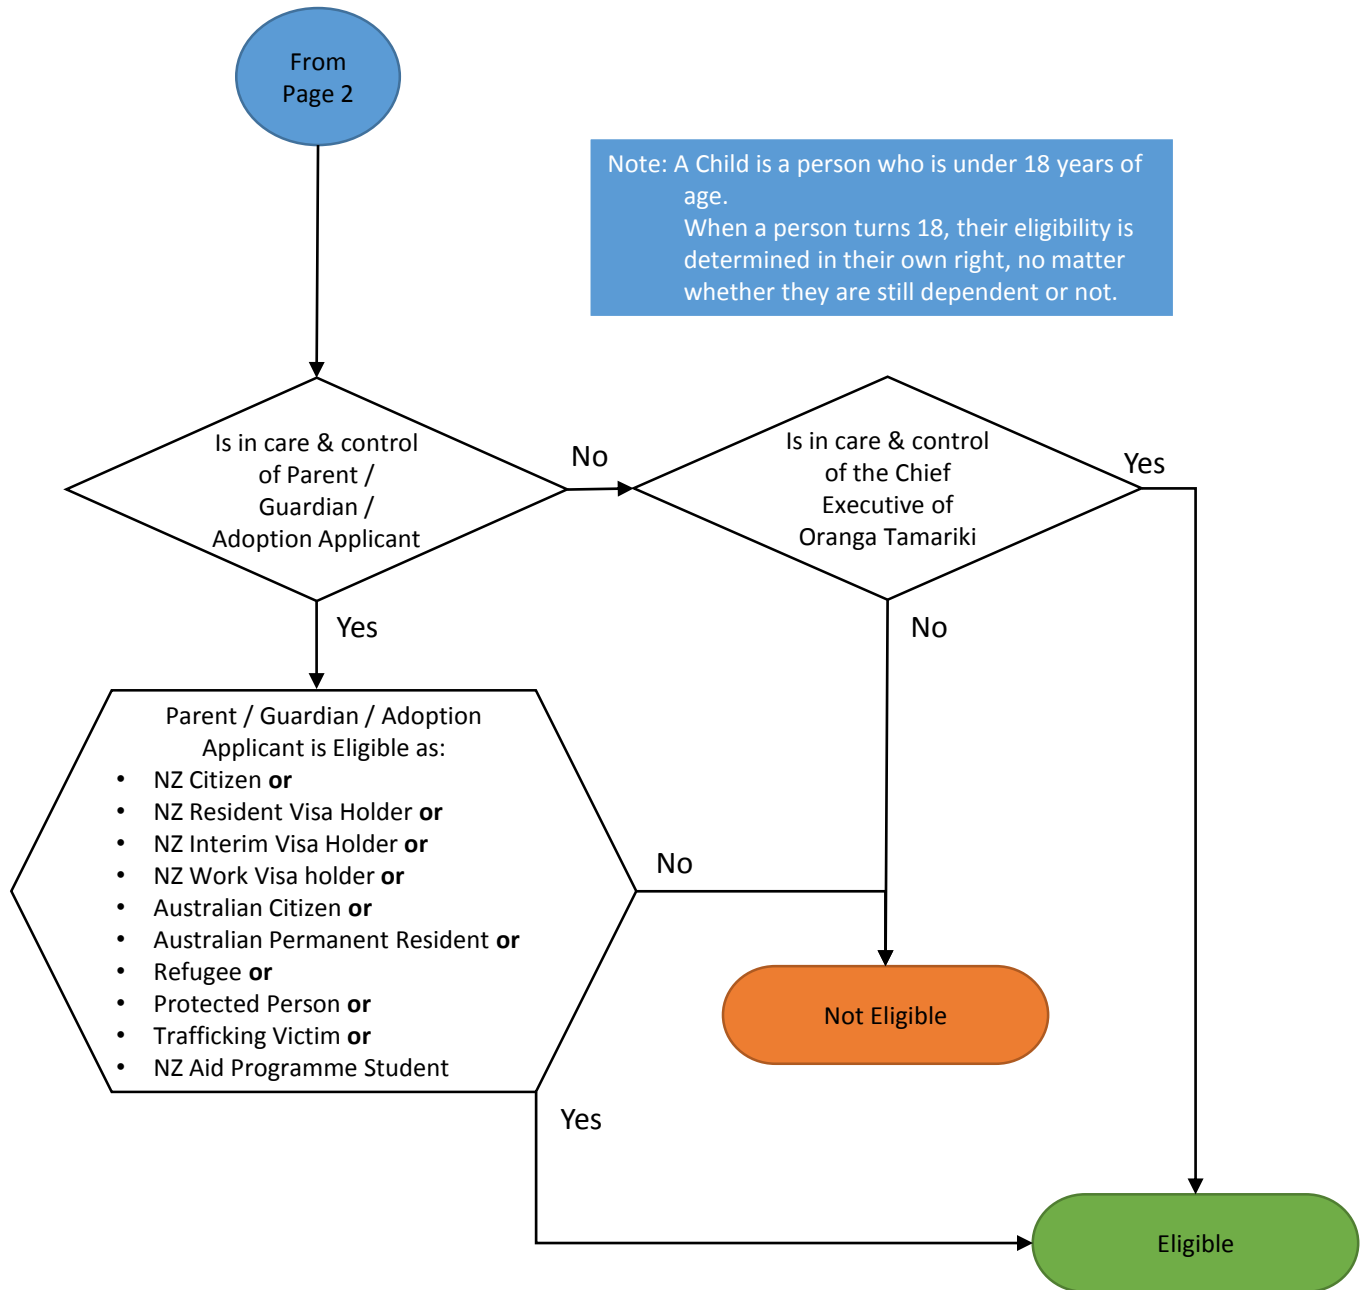 From
Page 2
Note: A Child is a person who is under 18 years of
age.
When a person turns 18, their eligibility is
determined in their own right, no matter
whether they are still dependent or not.
Is in care & control
of Parent /
Guardian /
Adoption Applicant
No
Is in care & control
of the Chief
Executive of
Oranga Tamariki
Yes
Yes
No
Parent / Guardian / Adoption
Applicant is Eligible as:
• NZ Citizen or
• NZ Resident Visa Holder or
• NZ Interim Visa Holder or
• NZ Work Visa holder or
• Australian Citizen or
• Australian Permanent Resident or
• Refugee or
• Protected Person or
• Trafficking Victim or
• NZ Aid Programme Student
No
Not Eligible
Yes
Eligible